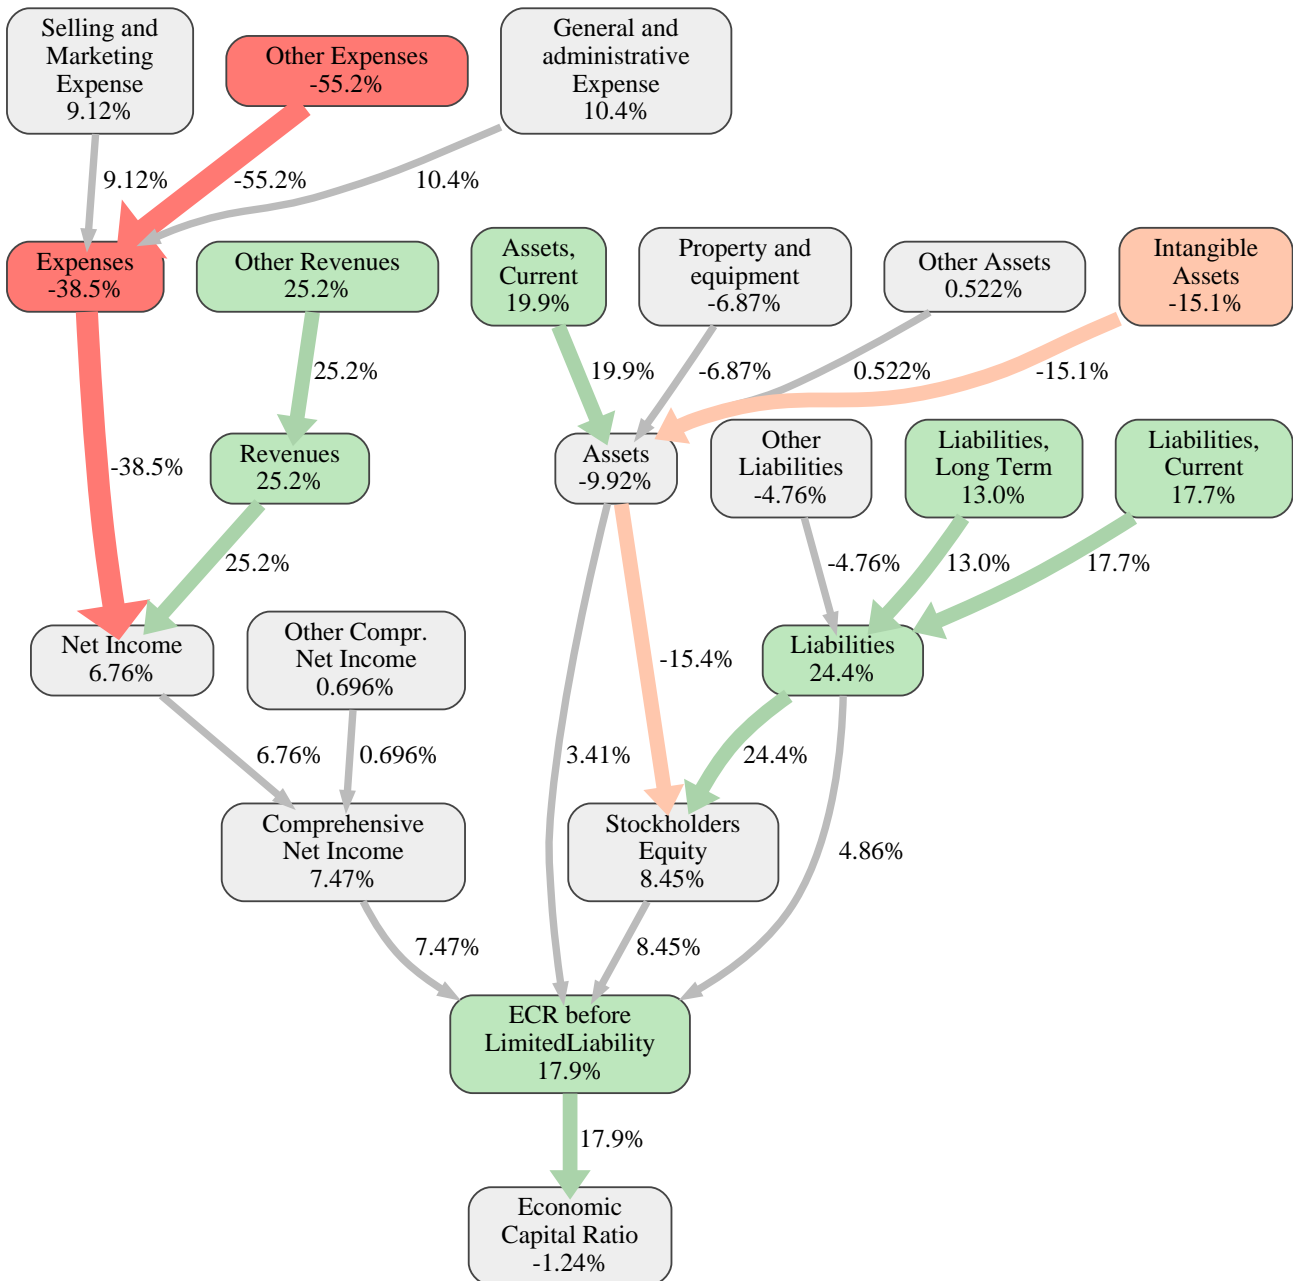 Selling and
Marketing
Expense
9.12%
Other Expenses
-55.2%
General and
administrative
Expense
10.4%
9.12%
-55.2%
10.4%
Expenses
-38.5%
Other Revenues
25.2%
Assets,
Current
19.9%
Property and
equipment
-6.87%
Other Assets
0.522%
Intangible
Assets
-15.1%
25.2%
19.9%
-6.87%
0.522%
-15.1%
-38.5%
Revenues
25.2%
Assets
-9.92%
Other
Liabilities
-4.76%
Liabilities,
Long Term
13.0%
Liabilities,
Current
17.7%
25.2%
-4.76%
13.0%
17.7%
Net Income
6.76%
Other Compr.
Net Income
0.696%
-15.4%
Liabilities
24.4%
6.76%
0.696%
3.41%
24.4%
Comprehensive
Net Income
7.47%
Stockholders
Equity
8.45%
4.86%
7.47%
8.45%
ECR before
LimitedLiability
17.9%
17.9%
Economic
Capital Ratio
-1.24%